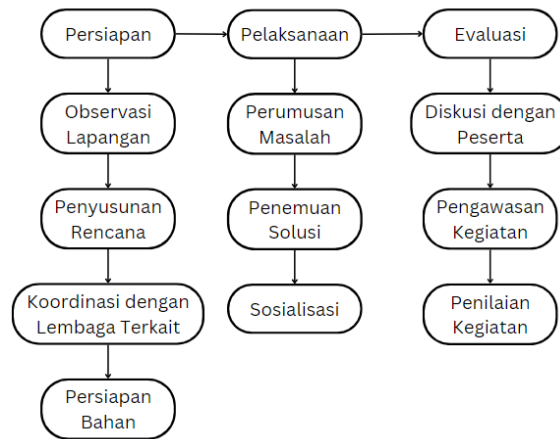 Persiapan
Pelaksanaan
Evaluasi
Observasi
Lapangan
Perumusan
Masalah
Diskusi dengan
Peserta
Penyusunan
Rencana
Penemuan
Solusi
Pengawasan
Kegiatan
Koordinasi dengan
Lembaga Terkait
Sosialisasi
Penilaian
Kegiatan
Persiapan
Bahan